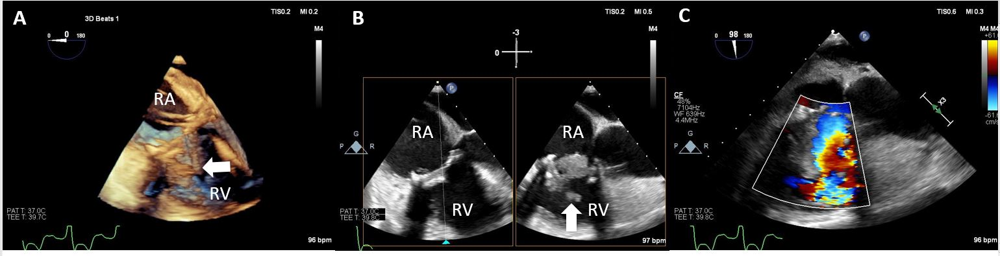 A
3D Beats 1
TIS0.2 MI 0.2
M4
0 0 180
RA
RV
PAT T: 37.0C
TEE T: 39.7C
96 bpm
B
TIS0.2 MI 0.5
M4
-3
0
P
G
P R
RA
RV
RA
RV
PAT T: 37.0C
TEE T: 39.8C
97 bpm
C
TIS0.6 MI 0.3
M4 M4
0 98 180
P
+61.
CF
48%
7104Hz
WF 639Hz
4.4MHz
-61.6
cm/s
X3
G
P R
PAT T: 37.0C
TEE T: 39.8C
96 bpm